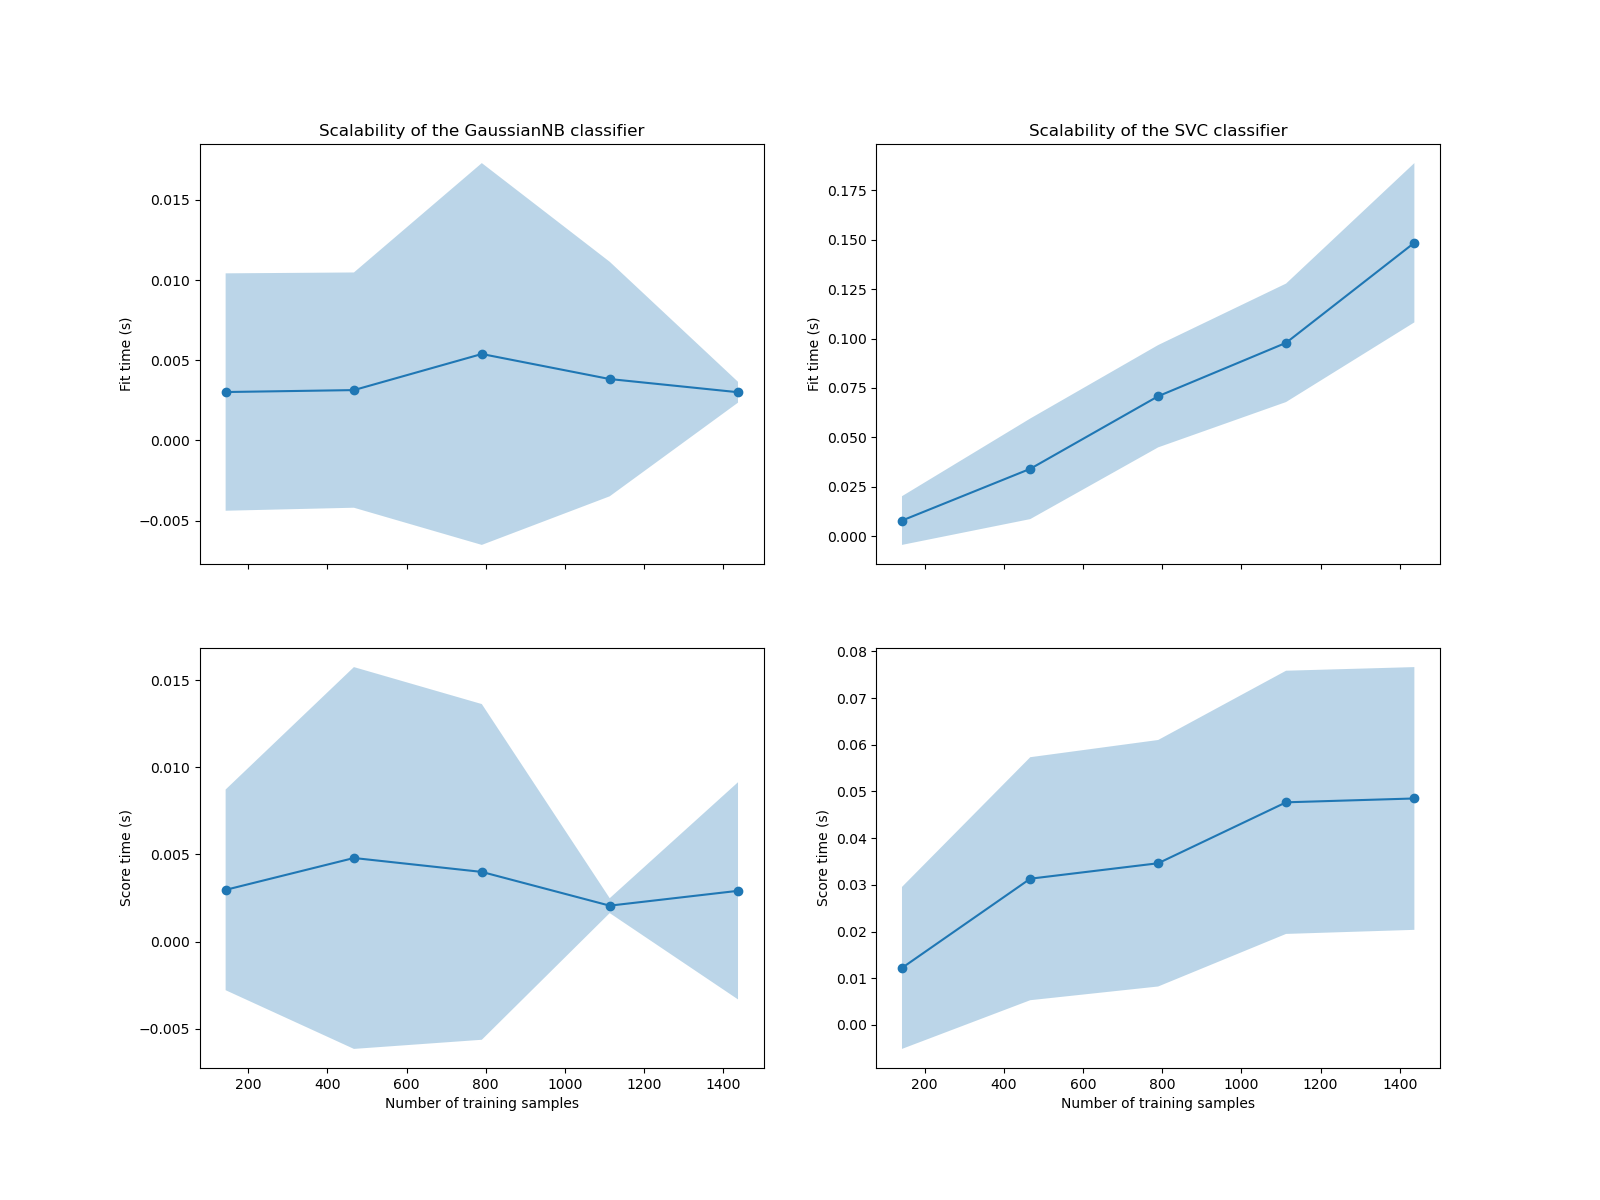 Scalability of the GaussianNB classifier
Fit time (s)
0.015
0.010
0.005
0.000
−0.005
Scalability of the SVC classifier
Fit time (s)
0.175
0.150
0.125
0.100
0.075
0.050
0.025
0.000
Score time (s)
0.015
0.010
0.005
0.000
−0.005
200 400 600 800 1000 1200 1400
Number of training samples
Score time (s)
0.08
0.07
0.06
0.05
0.04
0.03
0.02
0.01
0.00
200 400 600 800 1000 1200 1400
Number of training samples